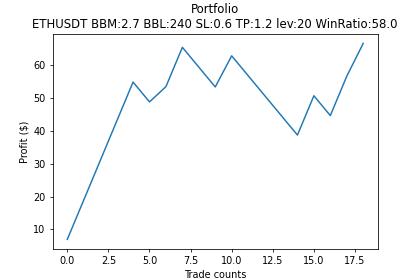 Portfolio
ETHUSDT BBM:2.7 BBL:240 SL:0.6 TP:1.2 lev:20 WinRatio:58.0
60
50
40
30
20
10
Profit ($)
0.0 2.5 5.0 7.5 10.0 12.5 15.0 17.5
Trade counts